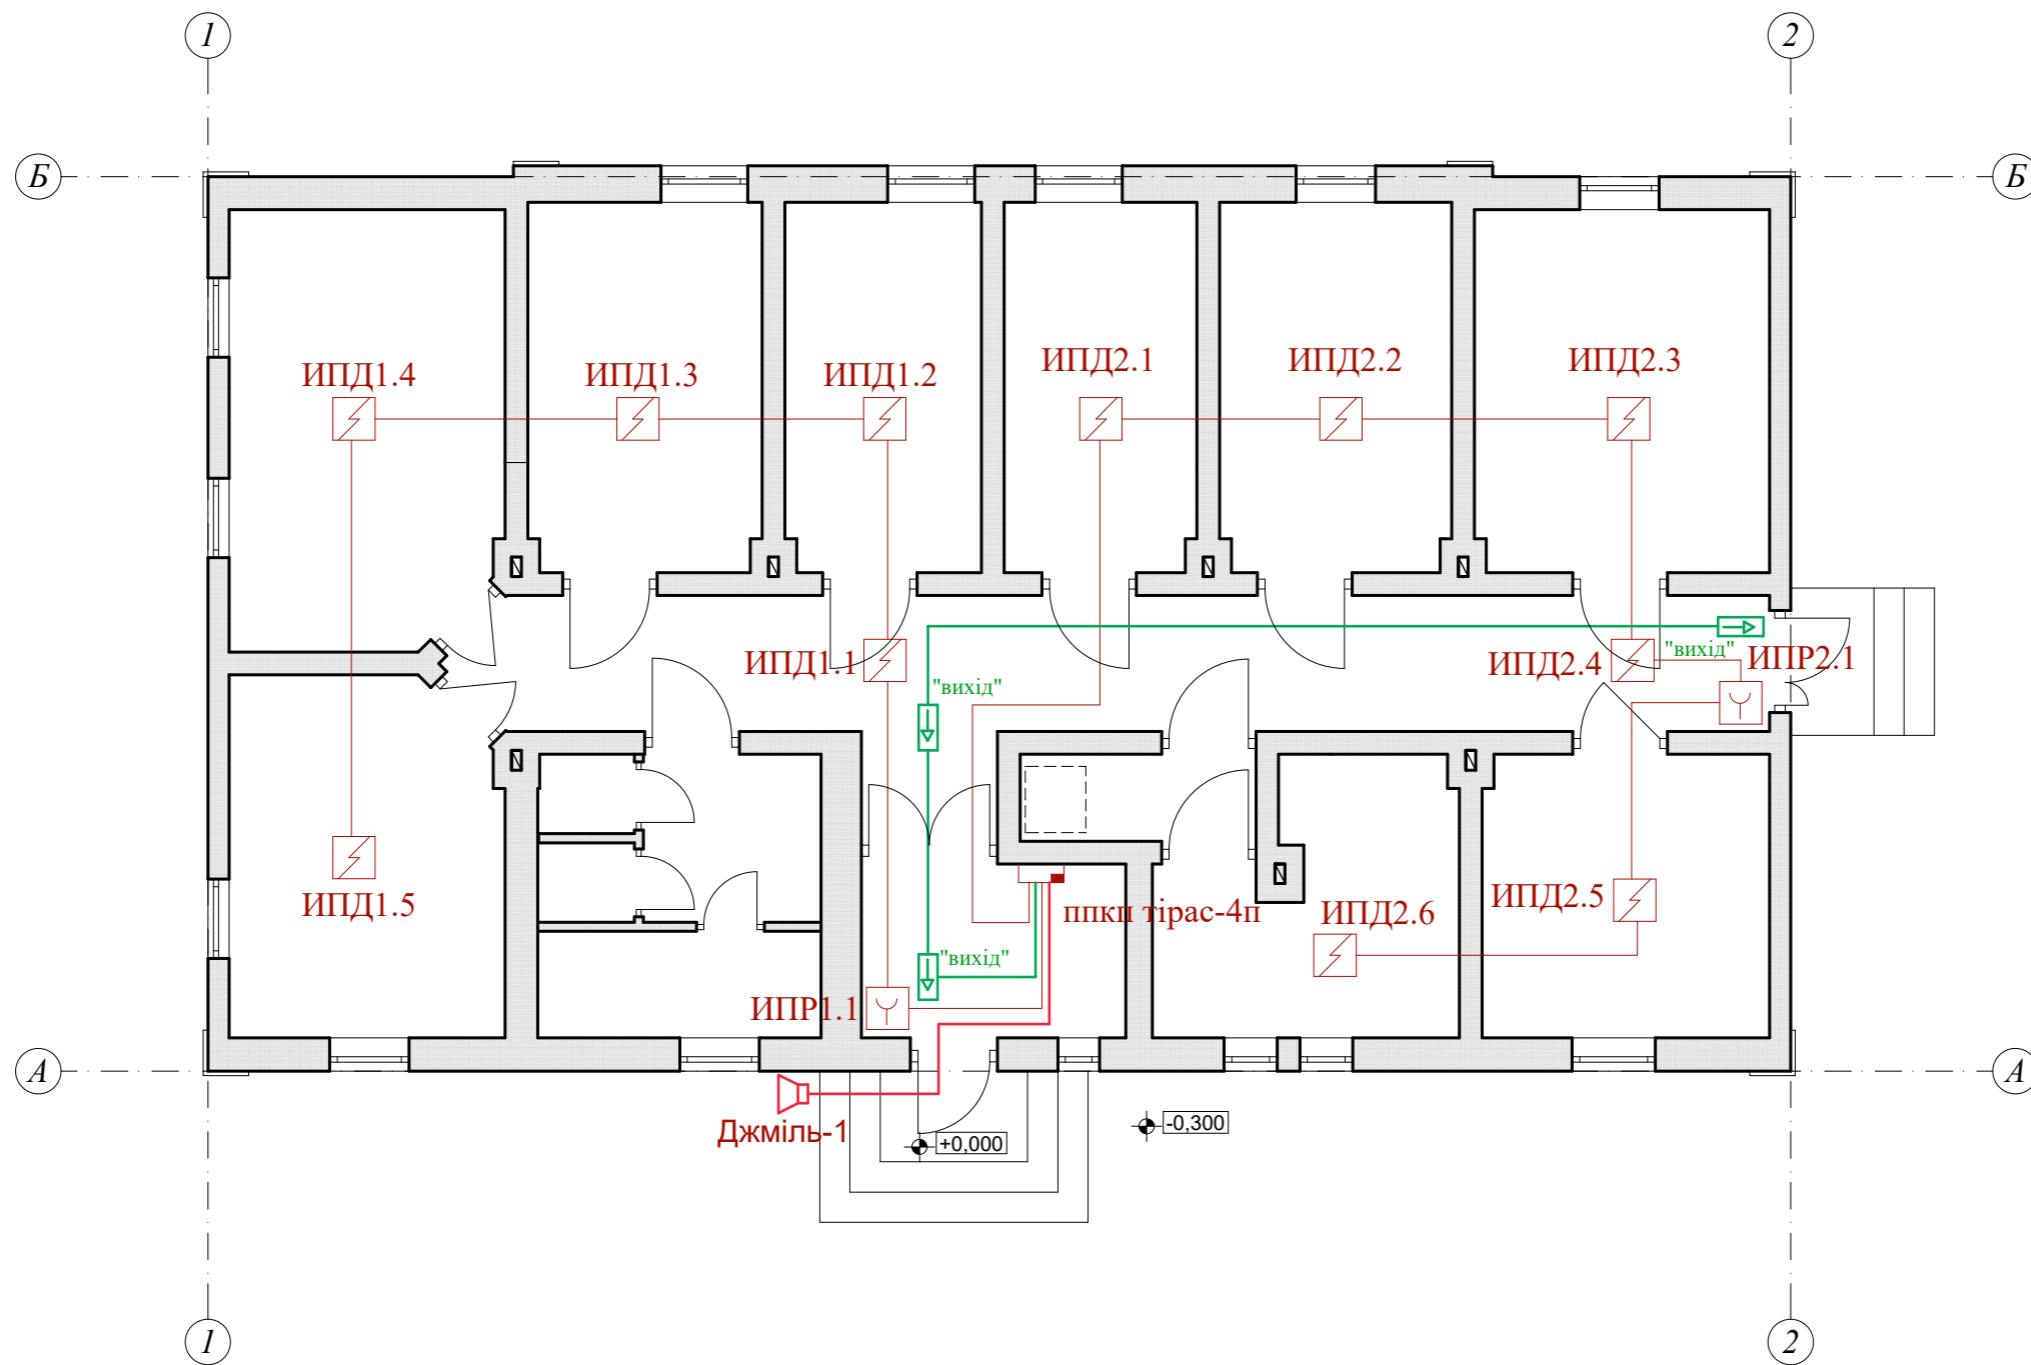 1
2
Б
Б
ИПД1.4
ИПД1.3
ИПД1.2
ИПД2.1
ИПД2.2
ИПД2.3
ИПД1.1
"вихід"
ИПД2.4
"вихід"
ИПР2.1
ИПД1.5
ппкп тірас-4п
ИПД2.6
ИПД2.5
"вихід"
ИПР1.1
А
А
Джміль-1
+0,000
-0,300
1
2